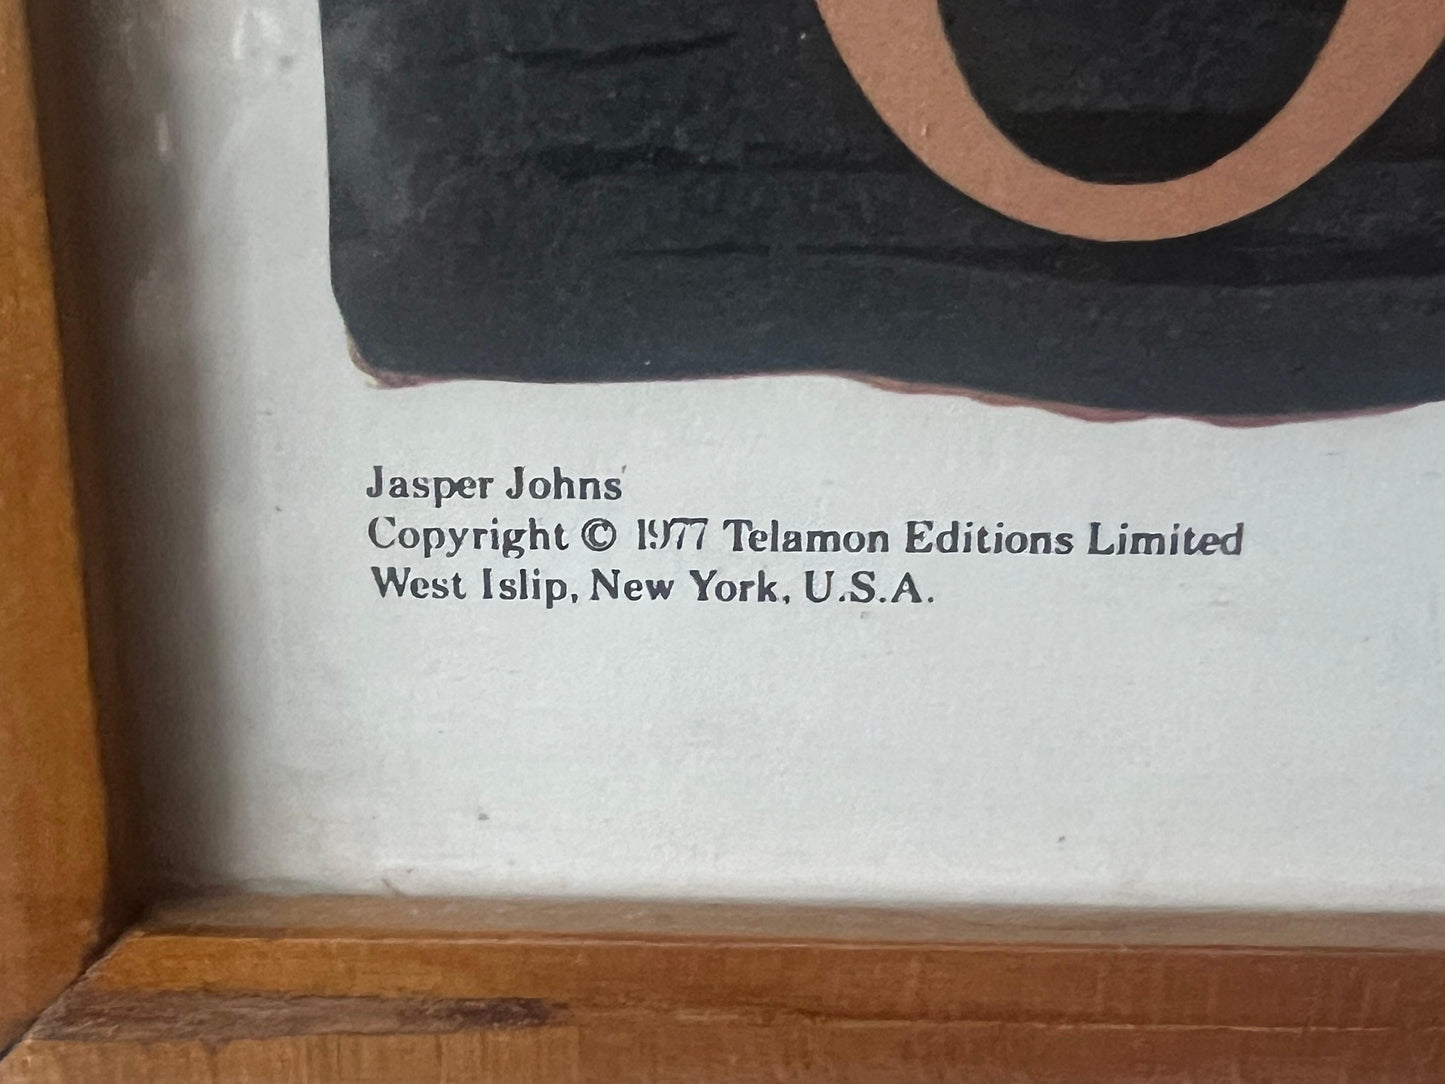 Jasper Johns
Copyright © 1977 Telamon Editions Limited
West Islip, New York, U.S.A.